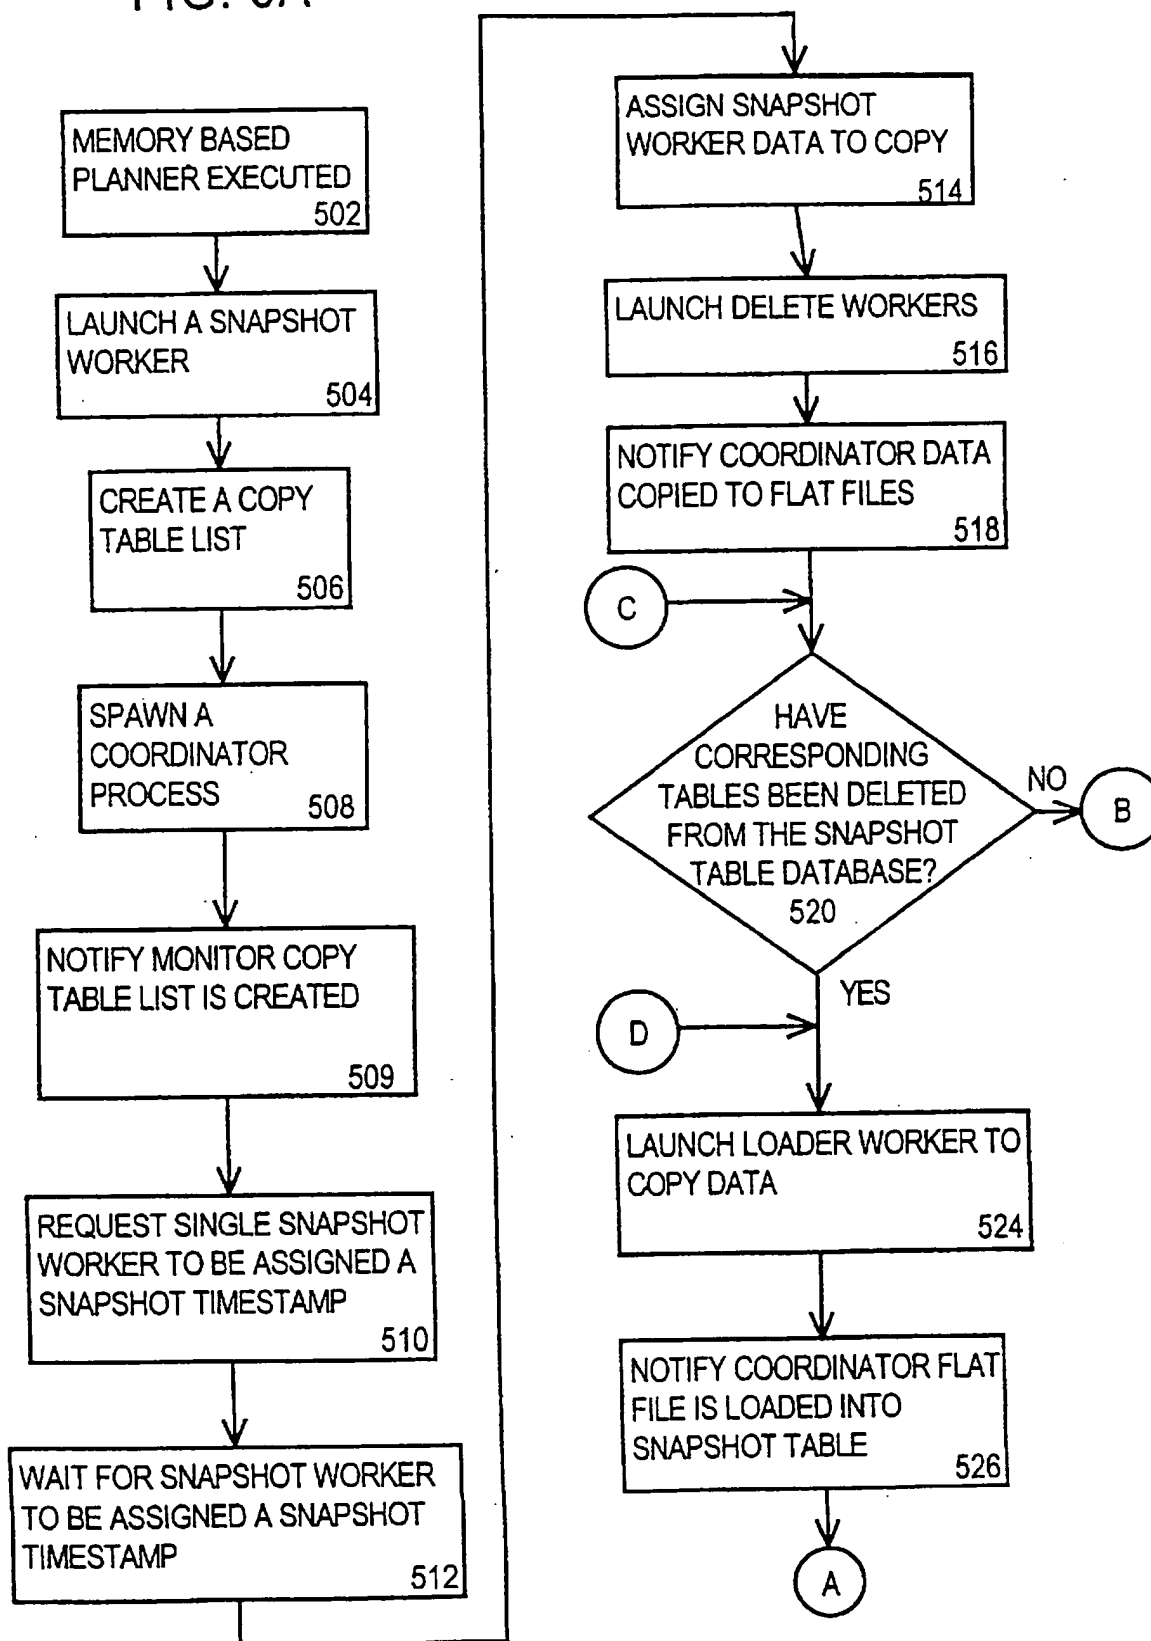 MEMORY BASED
PLANNER EXECUTED
502
LAUNCH A SNAPSHOT
WORKER
504
CREATE A COPY
TABLE LIST
506
SPAWN A
COORDINATOR
PROCESS
508
NOTIFY MONITOR COPY
TABLE LIST IS CREATED
509
REQUEST SINGLE SNAPSHOT
WORKER TO BE ASSIGNED A
SNAPSHOT TIMESTAMP
510
WAIT FOR SNAPSHOT WORKER
TO BE ASSIGNED A SNAPSHOT
TIMESTAMP
512
ASSIGN SNAPSHOT
WORKER DATA TO COPY
514
LAUNCH DELETE WORKERS
516
NOTIFY COORDINATOR DATA
COPIED TO FLAT FILES
518
C
HAVE
CORRESPONDING
TABLES BEEN DELETED
FROM THE SNAPSHOT
TABLE DATABASE?
520
NO
B
YES
D
LAUNCH LOADER WORKER TO
COPY DATA
524
NOTIFY COORDINATOR FLAT
FILE IS LOADED INTO
SNAPSHOT TABLE
526
A